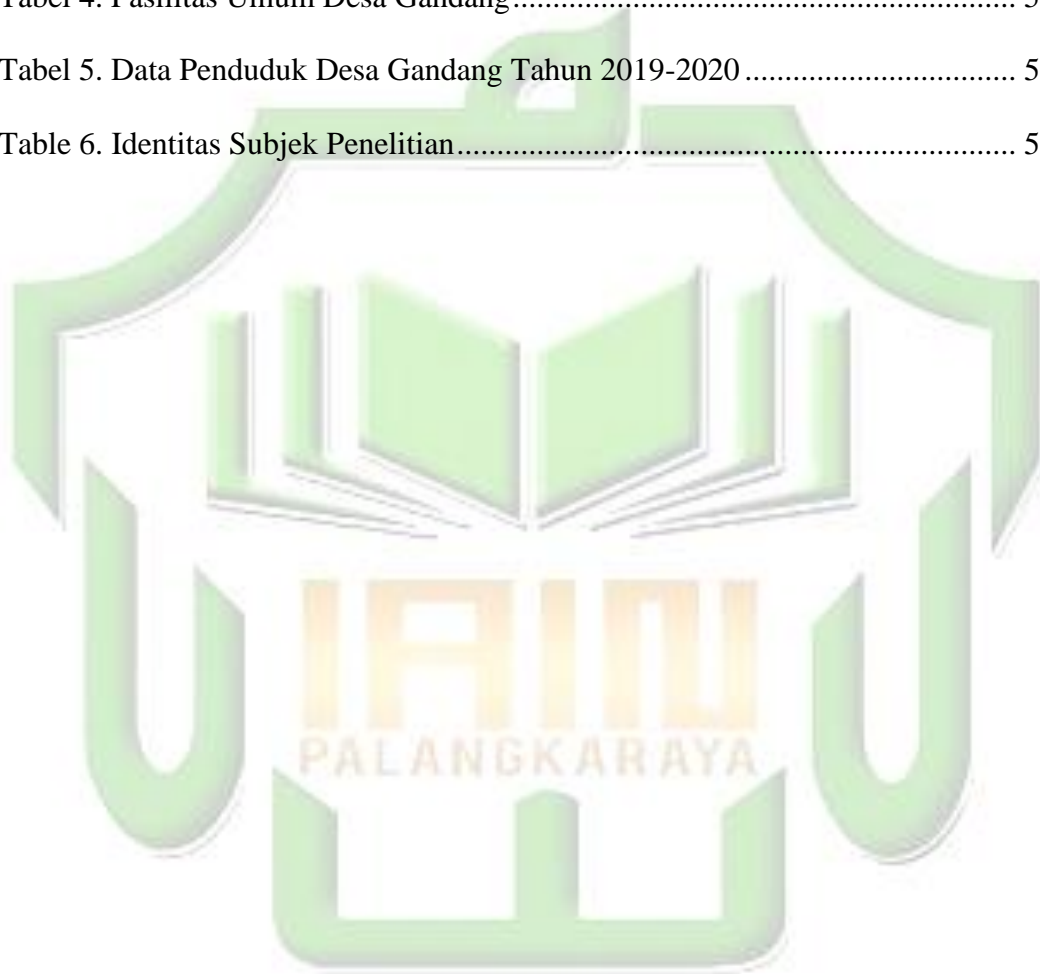 Tabel 4. Fasilitas Umum Desa Gandang........................................................ 5
Tabel 5. Data Penduduk Desa Gandang Tahun 2019-2020 ............................. 5
Table 6. Identitas Subjek Penelitian............................................................ 5
IAIN
PALANGKARAYA